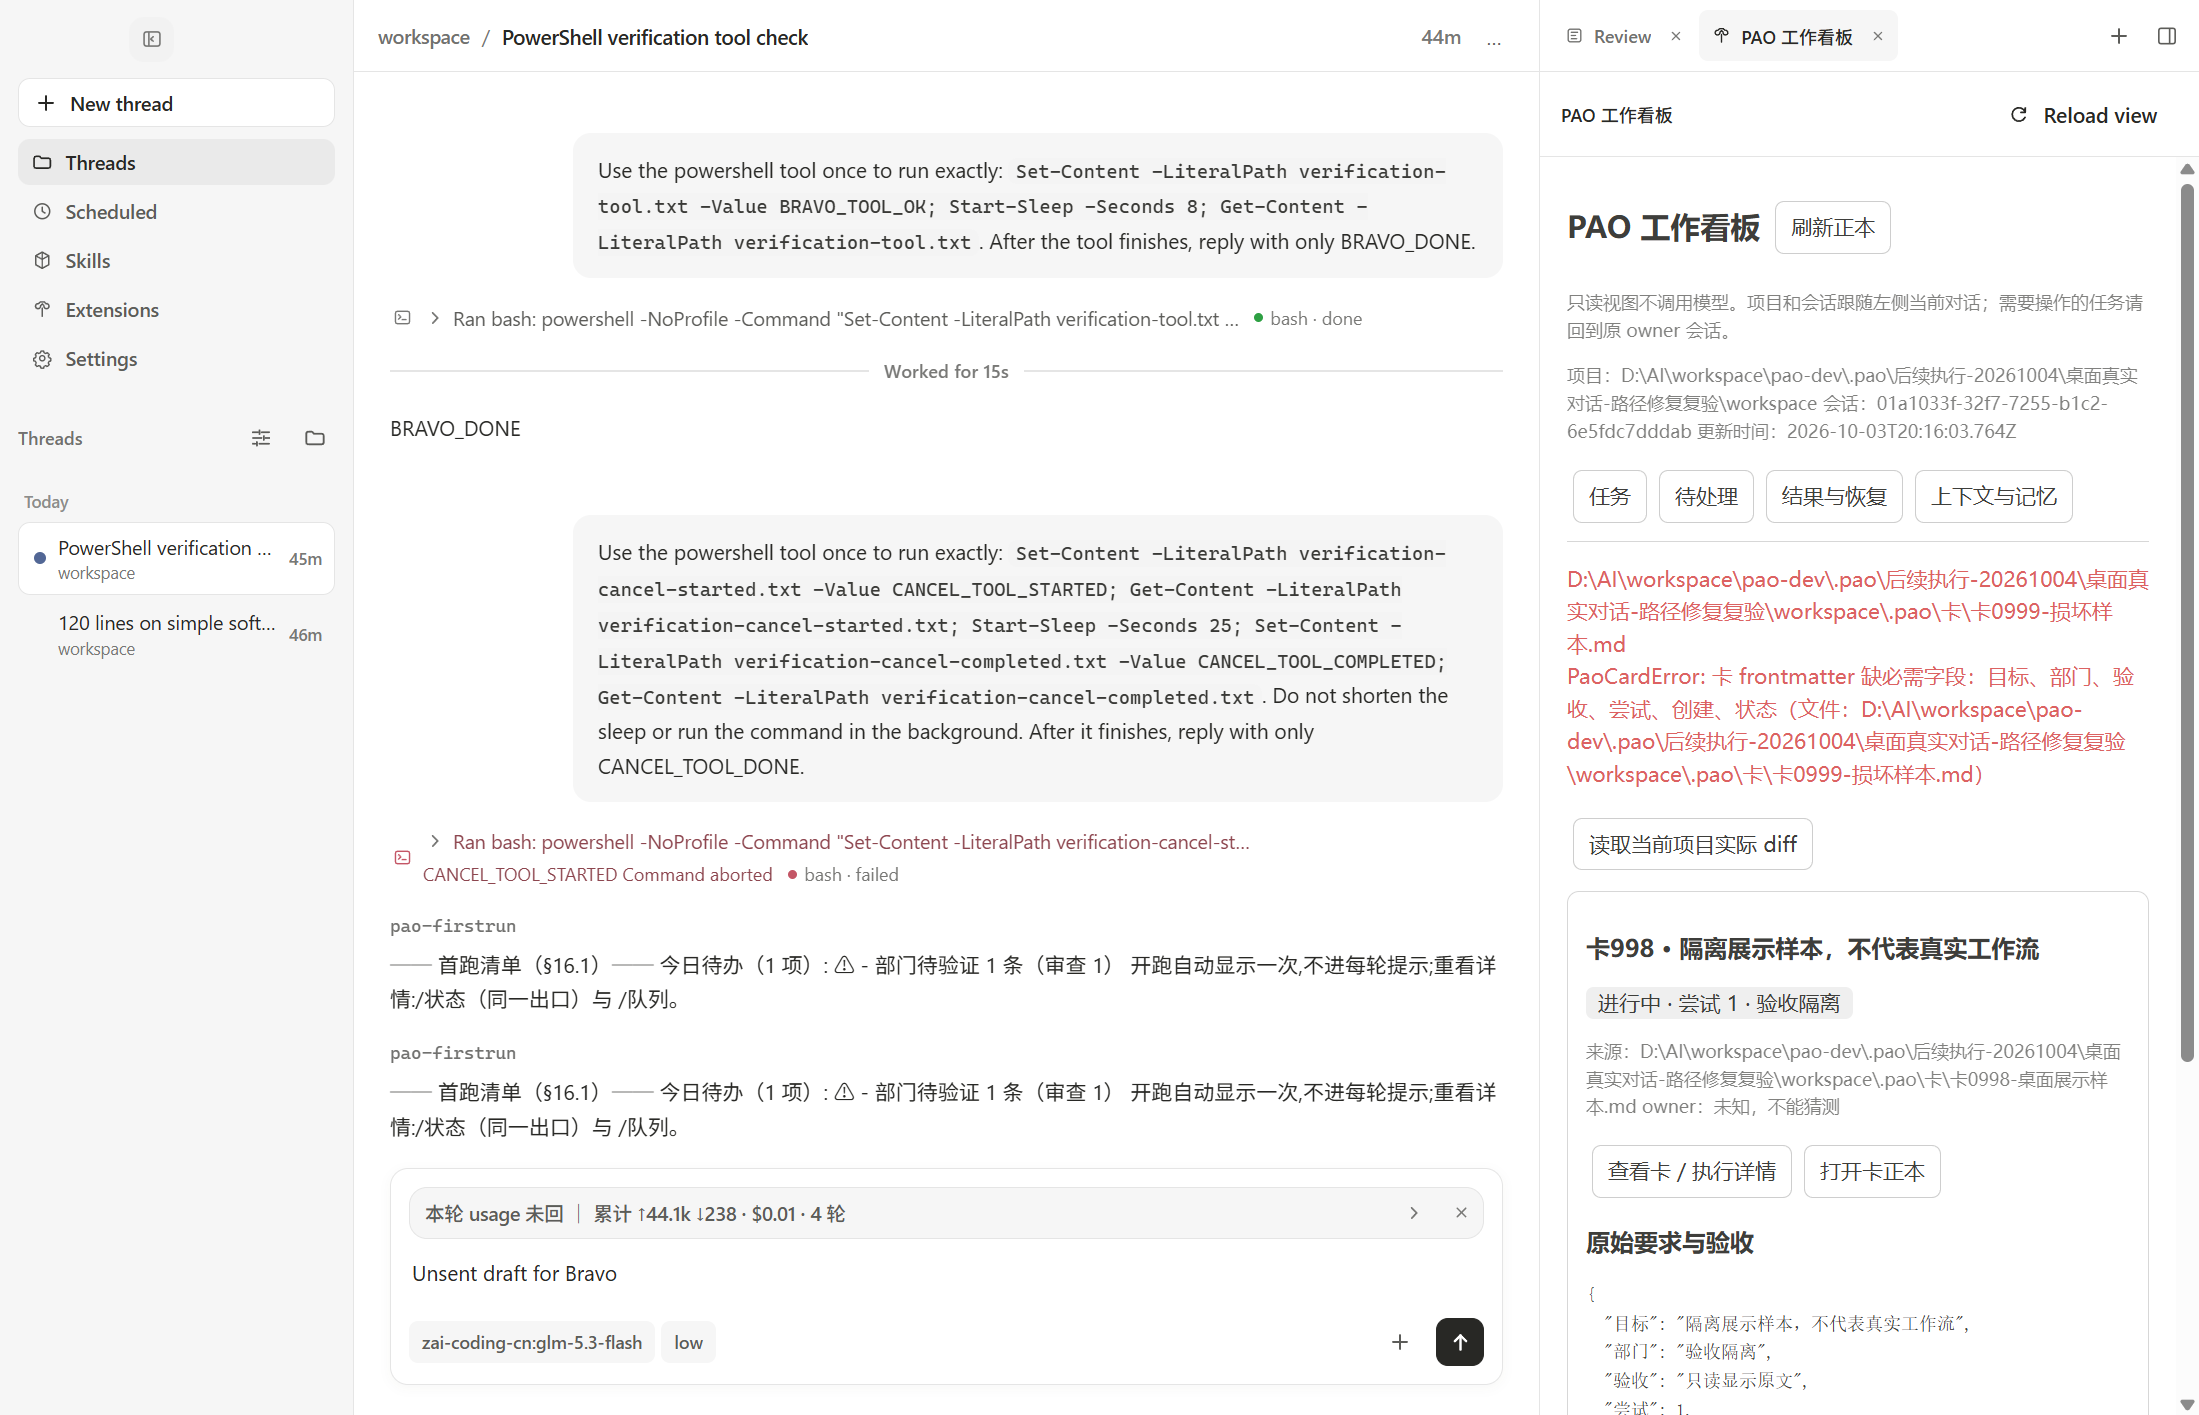 New thread
Threads
Scheduled
Skills
Extensions
Settings
Threads
Today
PowerShell verification ...
workspace
45m
120 lines on simple soft...
workspace
46m
workspace / PowerShell verification tool check
44m
...
Use the powershell tool once to run exactly: Set-Content -LiteralPath verification-
tool.txt -Value BRAVO_TOOL_OK; Start-Sleep -Seconds 8; Get-Content -
LiteralPath verification-tool.txt . After the tool finishes, reply with only BRAVO_DONE.
Ran bash: powershell -NoProfile -Command "Set-Content -LiteralPath verification-tool.txt ... bash · done
Worked for 15s
BRAVO_DONE
Use the powershell tool once to run exactly: Set-Content -LiteralPath verification-
cancel-started.txt -Value CANCEL_TOOL_STARTED; Get-Content -LiteralPath
verification-cancel-started.txt; Start-Sleep -Seconds 25; Set-Content -
LiteralPath verification-cancel-completed.txt -Value CANCEL_TOOL_COMPLETED;
Get-Content -LiteralPath verification-cancel-completed.txt . Do not shorten the
sleep or run the command in the background. After it finishes, reply with only
CANCEL_TOOL_DONE.
Ran bash: powershell -NoProfile -Command "Set-Content -LiteralPath verification-cancel-st...
CANCEL_TOOL_STARTED Command aborted bash · failed
pao-firstrun
—— 首跑清单（§16.1）—— 今日待办（1 项）: ⚠ - 部门待验证 1 条（审查 1） 开跑自动显示一次,不进每轮提示;重看详
情:/状态（同一出口）与 /队列。
pao-firstrun
—— 首跑清单（§16.1）—— 今日待办（1 项）: ⚠ - 部门待验证 1 条（审查 1） 开跑自动显示一次,不进每轮提示;重看详
情:/状态（同一出口）与 /队列。
本轮 usage 未回 ｜ 累计 ↑44.1k ↓238 · $0.01 · 4 轮
Unsent draft for Bravo
zai-coding-cn:glm-5.3-flash
low
Review
PAO 工作看板
PAO 工作看板
Reload view
PAO 工作看板
刷新正本
只读视图不调用模型。项目和会话跟随左侧当前对话；需要操作的任务请
回到原 owner 会话。
项目：D:\AI\workspace\pao-dev\.pao\后续执行-20261004\桌面真实
对话-路径修复复验\workspace 会话：01a1033f-32f7-7255-b1c2-
6e5fdc7dddab 更新时间：2026-10-03T20:16:03.764Z
任务
待处理
结果与恢复
上下文与记忆
D:\AI\workspace\pao-dev\.pao\后续执行-20261004\桌面真
实对话-路径修复复验\workspace\.pao\卡\卡0999-损坏样
本.md
PaoCardError: 卡 frontmatter 缺必需字段：目标、部门、验
收、尝试、创建、状态（文件：D:\AI\workspace\pao-
dev\.pao\后续执行-20261004\桌面真实对话-路径修复复验
\workspace\.pao\卡\卡0999-损坏样本.md）
读取当前项目实际 diff
卡998 • 隔离展示样本，不代表真实工作流
进行中 · 尝试 1 · 验收隔离
来源：D:\AI\workspace\pao-dev\.pao\后续执行-20261004\桌面
真实对话-路径修复复验\workspace\.pao\卡\卡0998-桌面展示样
本.md owner：未知，不能猜测
查看卡 / 执行详情
打开卡正本
原始要求与验收
{
"目标": "隔离展示样本，不代表真实工作流",
"部门": "验收隔离",
"验收": "只读显示原文",
"尝试": 1,